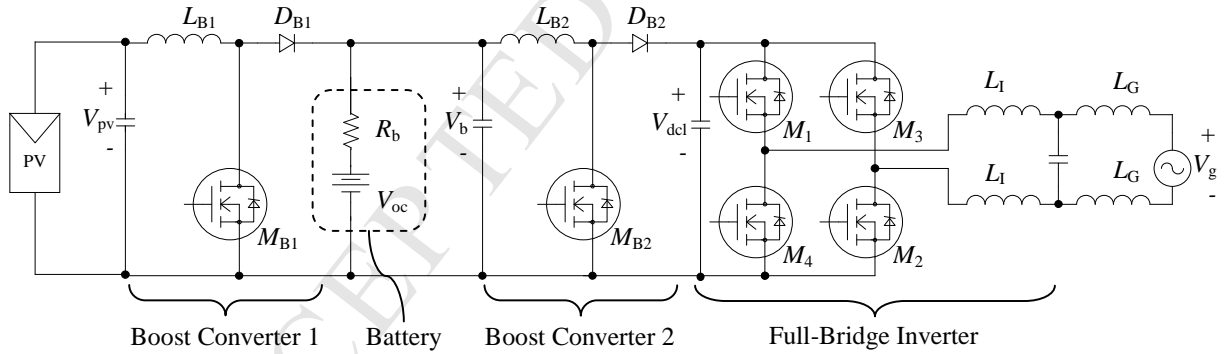 L_B1 D_B1 L_B2 D_B2
+ + + L_I L_G
V_pv R_b V_b V_dcl M_1 M_3 +
PV - - - V_g
V_oc L_I L_G -
M_B1 M_B2 M_4 M_2
Boost Converter 1 Battery Boost Converter 2 Full-Bridge Inverter
CEPTED